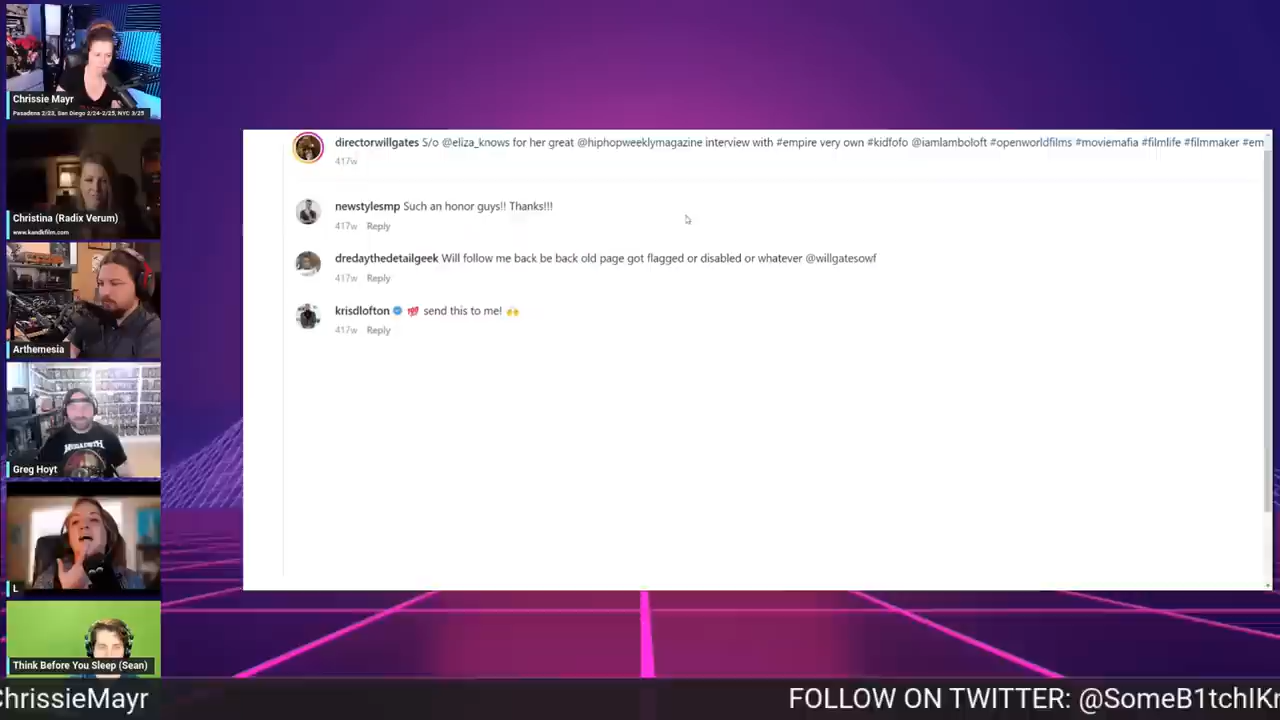 Chrissie Mayr
Pasadena 2/23, San Diego 2/24-2/25, NYC 3/25
Christina (Radix Verum)
www.kandkfilm.com
Arthemesia
MEGADETH
Greg Hoyt
L
Think Before You Sleep (Sean)
directorwillgates S/o @eliza_knows for her great @hiphopweeklymagazine interview with #empire very own #kidfofo @iamlamboloft #openworldfilms #moviemafia #filmlife #filmmaker #em
417w
newstylesmp Such an honor guys!! Thanks!!!
417w Reply
dredaythedetailgeek Will follow me back be back old page got flagged or disabled or whatever @willgatesowf
417w Reply
krisdlofton 💯 send this to me! 🙌
417w Reply
ChrissieMayr FOLLOW ON TWITTER: @SomeB1tchIKn